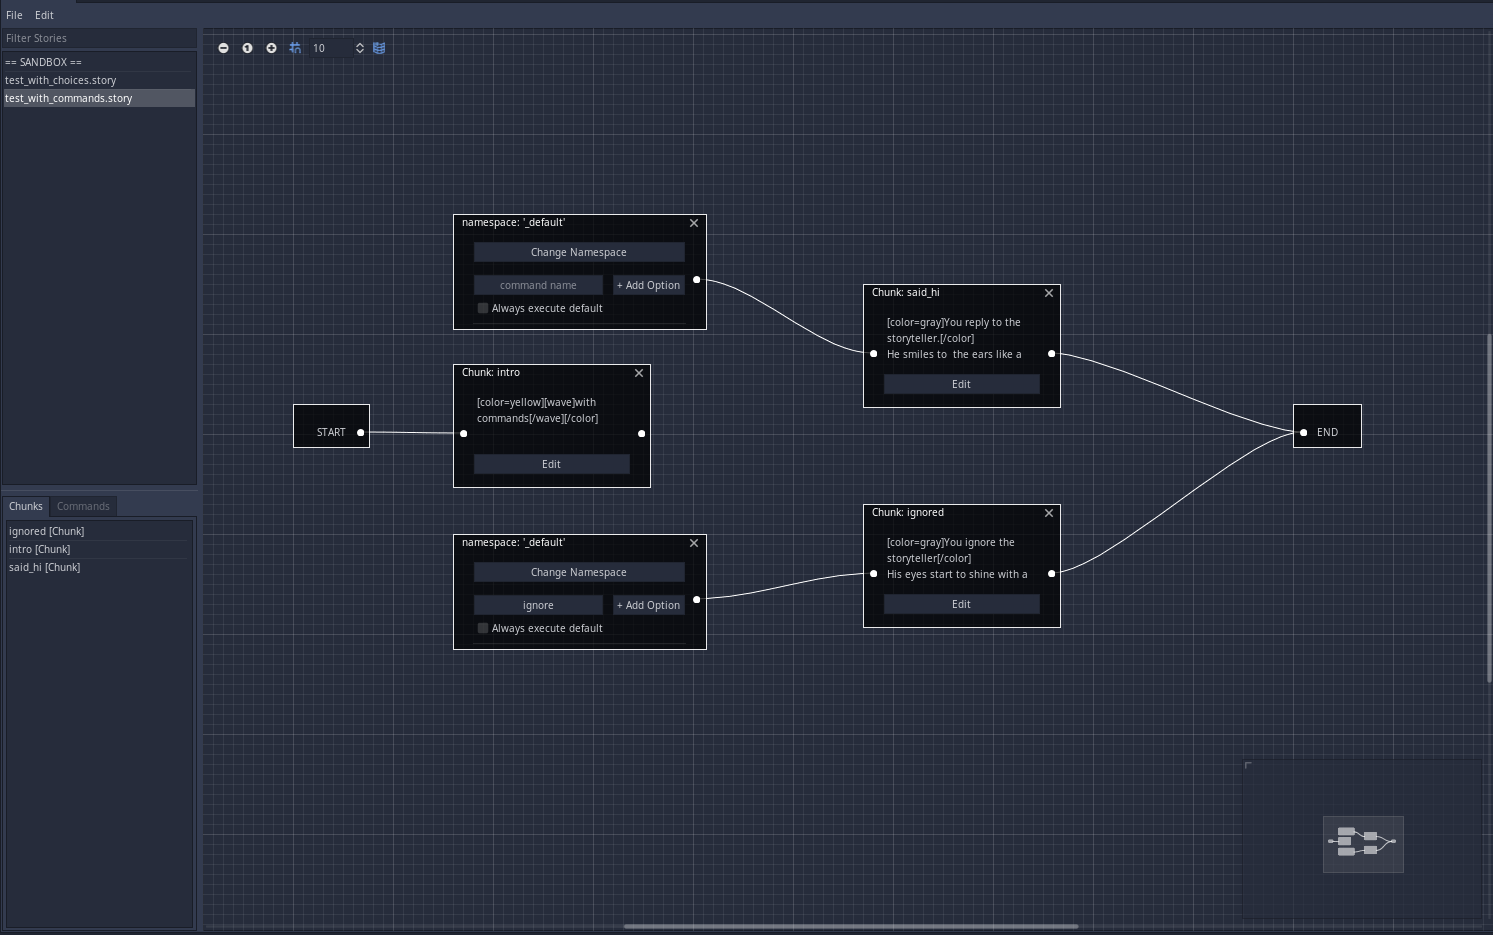 File Edit
Filter Stories
== SANDBOX ==
test_with_choices.story
test_with_commands.story
10
namespace: '_default'
Change Namespace
command name + Add Option
Always execute default
Chunk: said_hi
[color=gray]You reply to the
storyteller.[/color]
He smiles to  the ears like a
Edit
Chunk: intro
[color=yellow][wave]with
commands[/wave][/color]
Edit
START
END
Chunk: ignored
[color=gray]You ignore the
storyteller[/color]
His eyes start to shine with a
Edit
namespace: '_default'
Change Namespace
ignore + Add Option
Always execute default
Chunks Commands
ignored [Chunk]
intro [Chunk]
said_hi [Chunk]